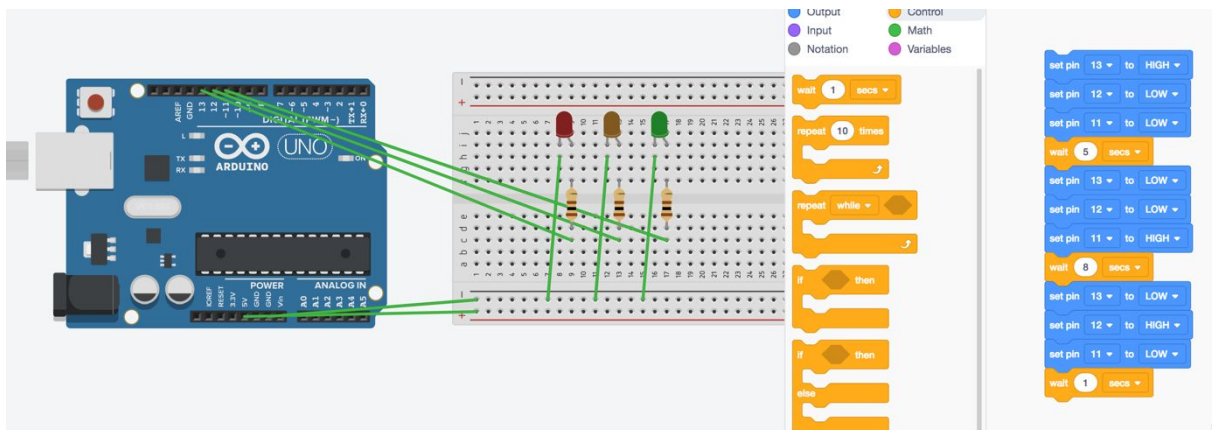 Output Control
Input Math
Notation Variables
wait 1 secs
repeat 10 times
repeat while
if then
if then
else
set pin 13 to HIGH
set pin 12 to LOW
set pin 11 to LOW
wait 5 secs
set pin 13 to LOW
set pin 12 to LOW
set pin 11 to HIGH
wait 8 secs
set pin 13 to LOW
set pin 12 to HIGH
set pin 11 to LOW
wait 1 secs
AREF
GND
13
12
7
~6
~5
4
~3
2
TX→1
RX←0
DIGITAL (PWM~)
L
TX
RX
UNO
ARDUINO
ON
POWER ANALOG IN
IOREF
RESET
3.3V
5V
GND
GND
Vin
A0
A1
A2
A3
A4
A5